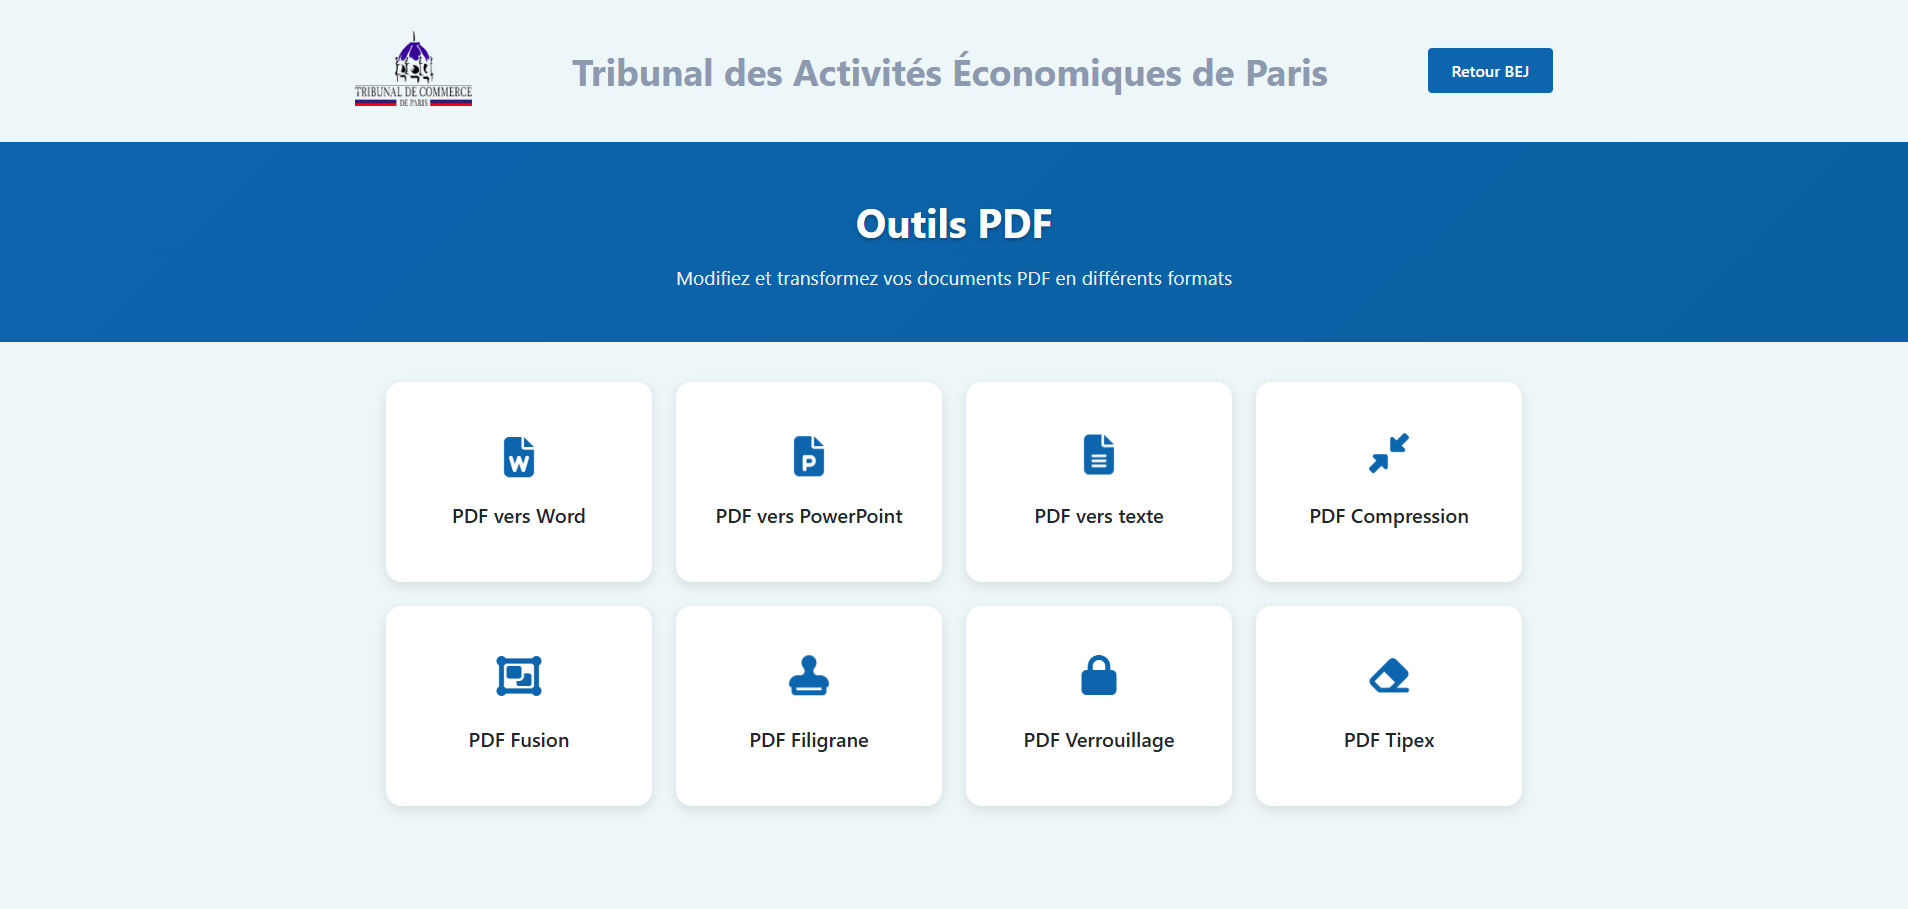 TRIBUNAL DE COMMERCE
DE PARIS
Tribunal des Activités Économiques de Paris
Retour BEJ
Outils PDF
Modifiez et transformez vos documents PDF en différents formats
W
PDF vers Word
P
PDF vers PowerPoint
PDF vers texte
PDF Compression
PDF Fusion
PDF Filigrane
PDF Verrouillage
PDF Tipex